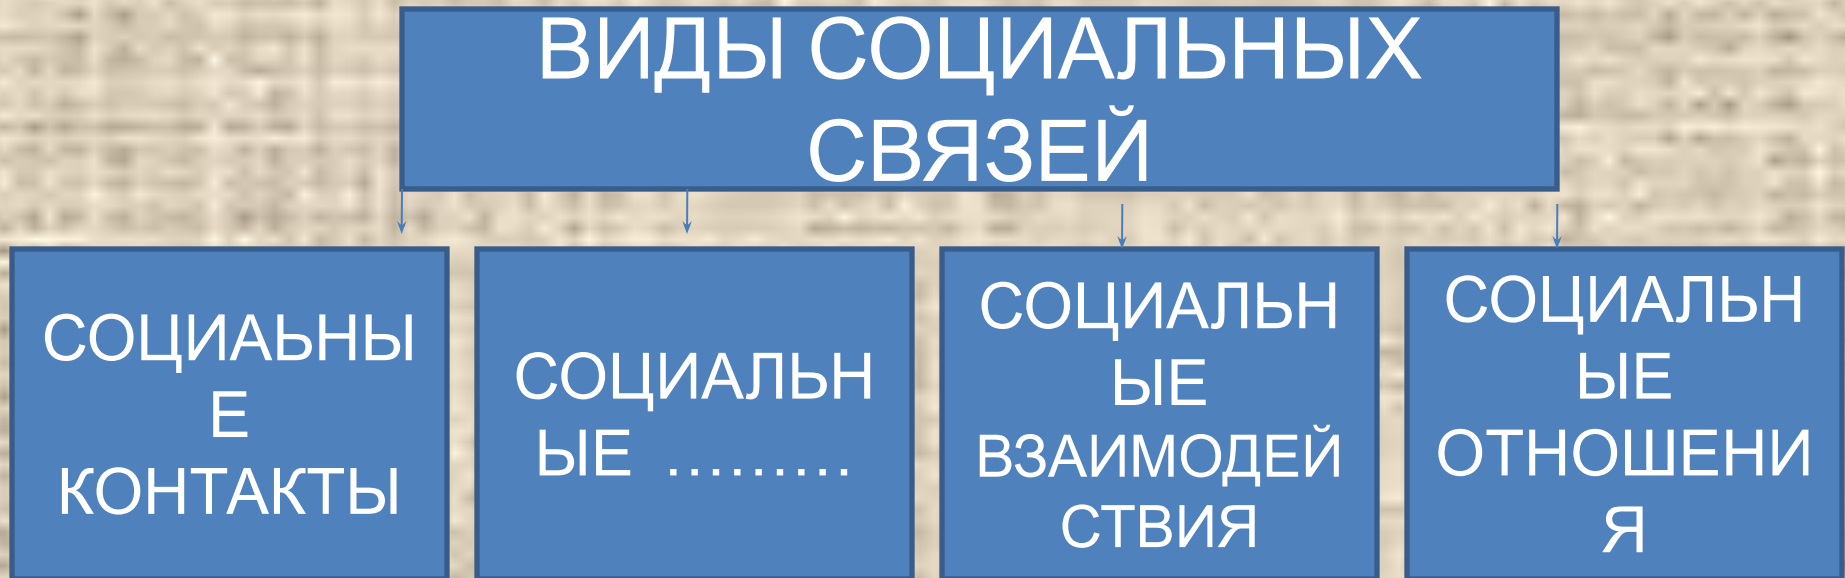 ВИДЫ СОЦИАЛЬНЫХ
СВЯЗЕЙ
СОЦИАЬНЫ
Е
КОНТАКТЫ
СОЦИАЛЬН
ЫЕ ………
СОЦИАЛЬН
ЫЕ
ВЗАИМОДЕЙ
СТВИЯ
СОЦИАЛЬН
ЫЕ
ОТНОШЕНИ
Я